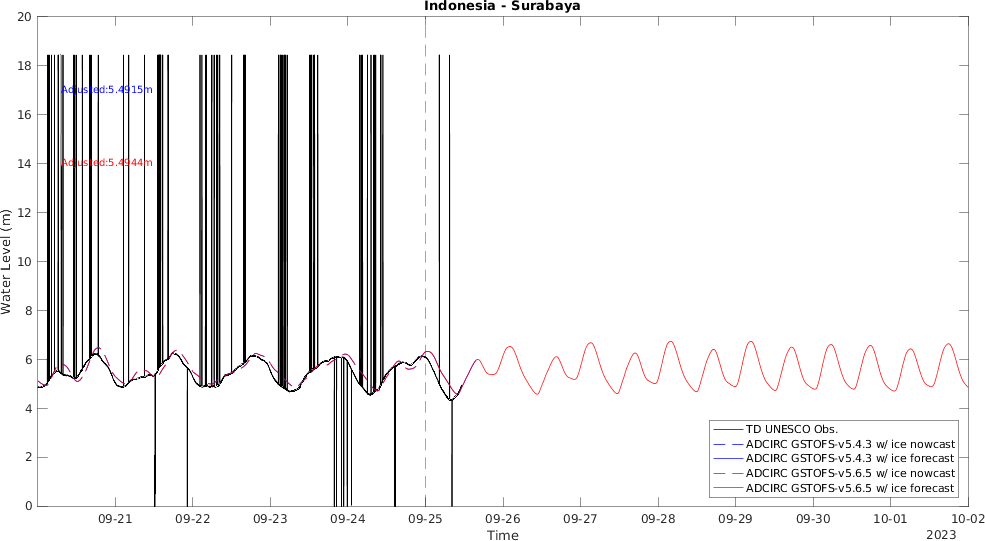 Indonesia - Surabaya
20
18
16
14
12
10
8
6
4
2
0
Water Level (m)
Adjusted:5.4915m
Adjusted:5.4944m
TD UNESCO Obs.
ADCIRC GSTOFS-v5.4.3 w/ ice nowcast
ADCIRC GSTOFS-v5.4.3 w/ ice forecast
ADCIRC GSTOFS-v5.6.5 w/ ice nowcast
ADCIRC GSTOFS-v5.6.5 w/ ice forecast
09-21 09-22 09-23 09-24 09-25 09-26 09-27 09-28 09-29 09-30 10-01 10-02
Time
2023